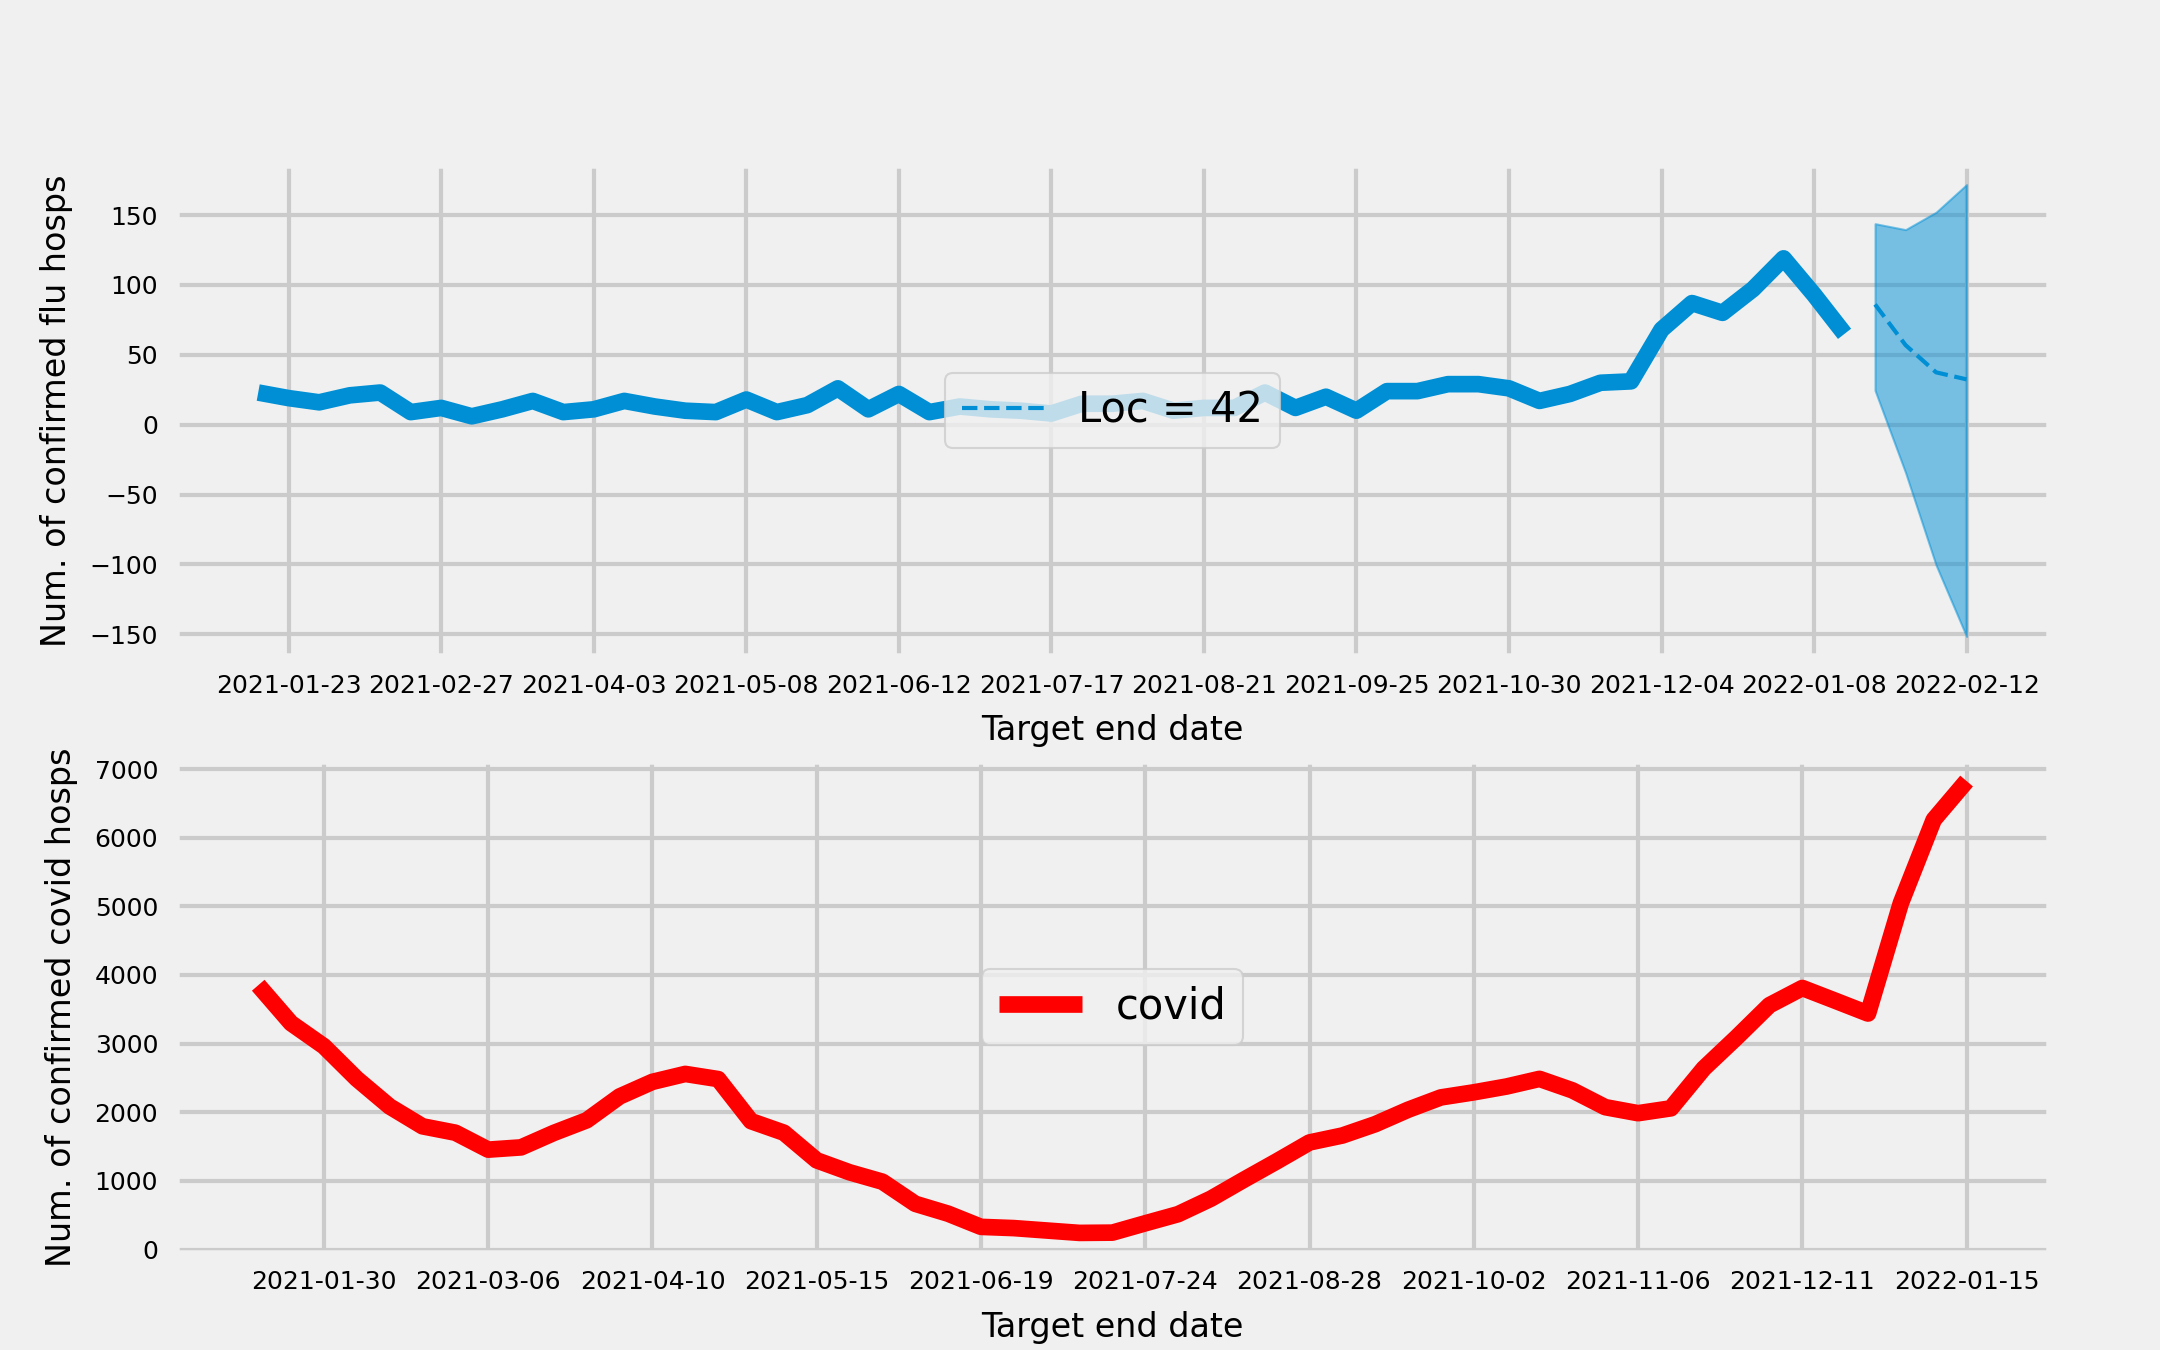 Num. of confirmed flu hosps
150
100
50
0
−50
−100
−150
Loc = 42
2021-01-23 2021-02-27 2021-04-03 2021-05-08 2021-06-12 2021-07-17 2021-08-21 2021-09-25 2021-10-30 2021-12-04 2022-01-08 2022-02-12
Target end date
Num. of confirmed covid hosps
7000
6000
5000
4000
3000
2000
1000
0
covid
2021-01-30 2021-03-06 2021-04-10 2021-05-15 2021-06-19 2021-07-24 2021-08-28 2021-10-02 2021-11-06 2021-12-11 2022-01-15
Target end date